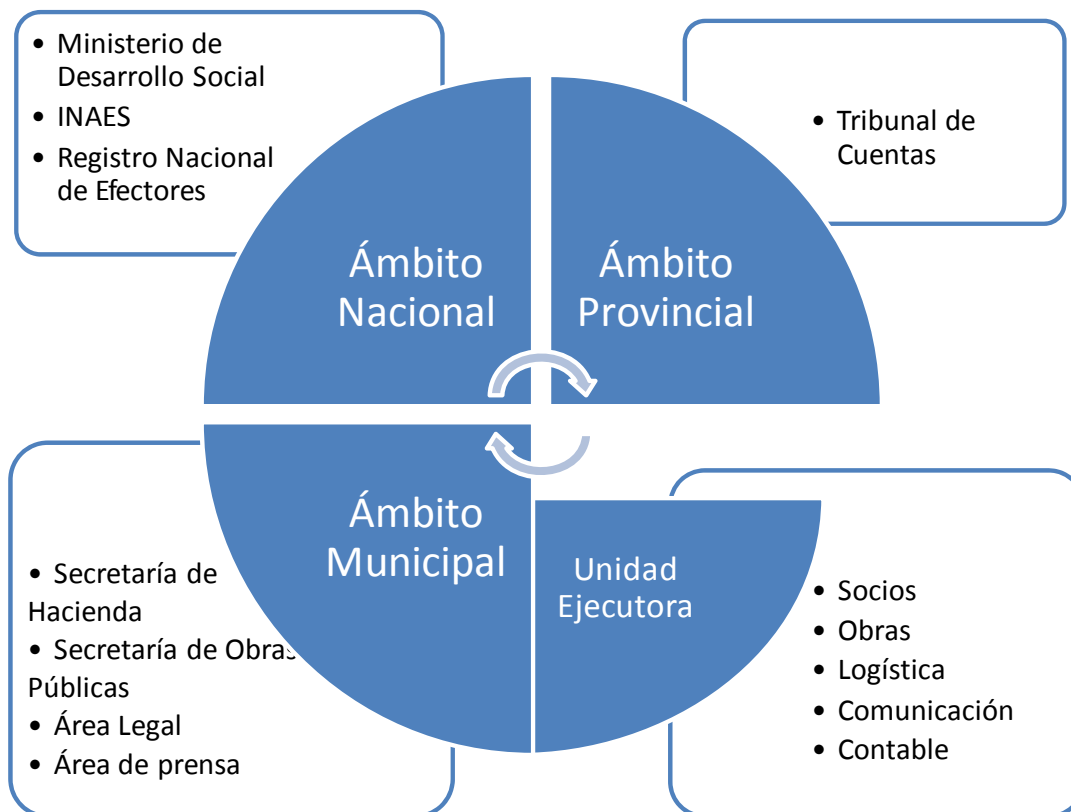 • Ministerio de
Desarrollo Social
• INAES
• Registro Nacional
de Efectores
• Tribunal de
Cuentas
Ámbito
Nacional
Ámbito
Provincial
Ámbito
Municipal
Unidad
Ejecutora
• Secretaría de
Hacienda
• Secretaría de Obras
Públicas
• Área Legal
• Área de prensa
• Socios
• Obras
• Logística
• Comunicación
• Contable